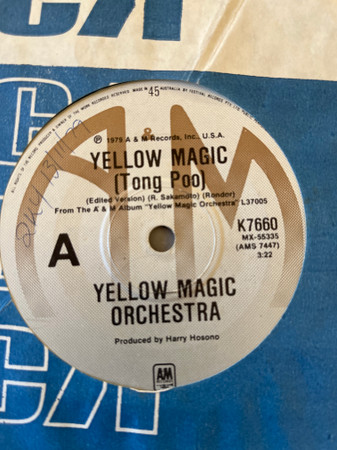 45
℗ 1979 A & M Records, Inc., U.S.A.
YELLOW MAGIC
(Tong Poo)
(Edited Version) (R. Sakamoto) (Rondor)
From The A & M Album "Yellow Magic Orchestra" L37005
A
K7660
MX-55335
(AMS 7447)
3:22
YELLOW MAGIC
ORCHESTRA
Produced by Harry Hosono
A&M